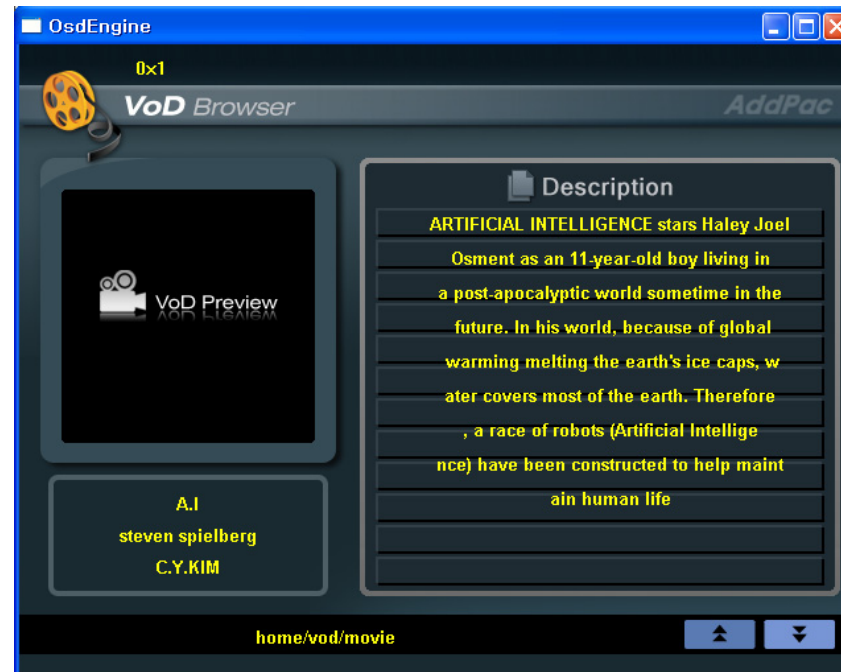 OsdEngine
0×1
VoD Browser
AddPac
VoD Preview
A.I
steven spielberg
C.Y.KIM
Description
ARTIFICIAL INTELLIGENCE stars Haley Joel
Osment as an 11-year-old boy living in
a post-apocalyptic world sometime in the
future. In his world, because of global
warming melting the earth's ice caps, w
ater covers most of the earth. Therefore
, a race of robots (Artificial Intellige
nce) have been constructed to help maint
ain human life
home/vod/movie